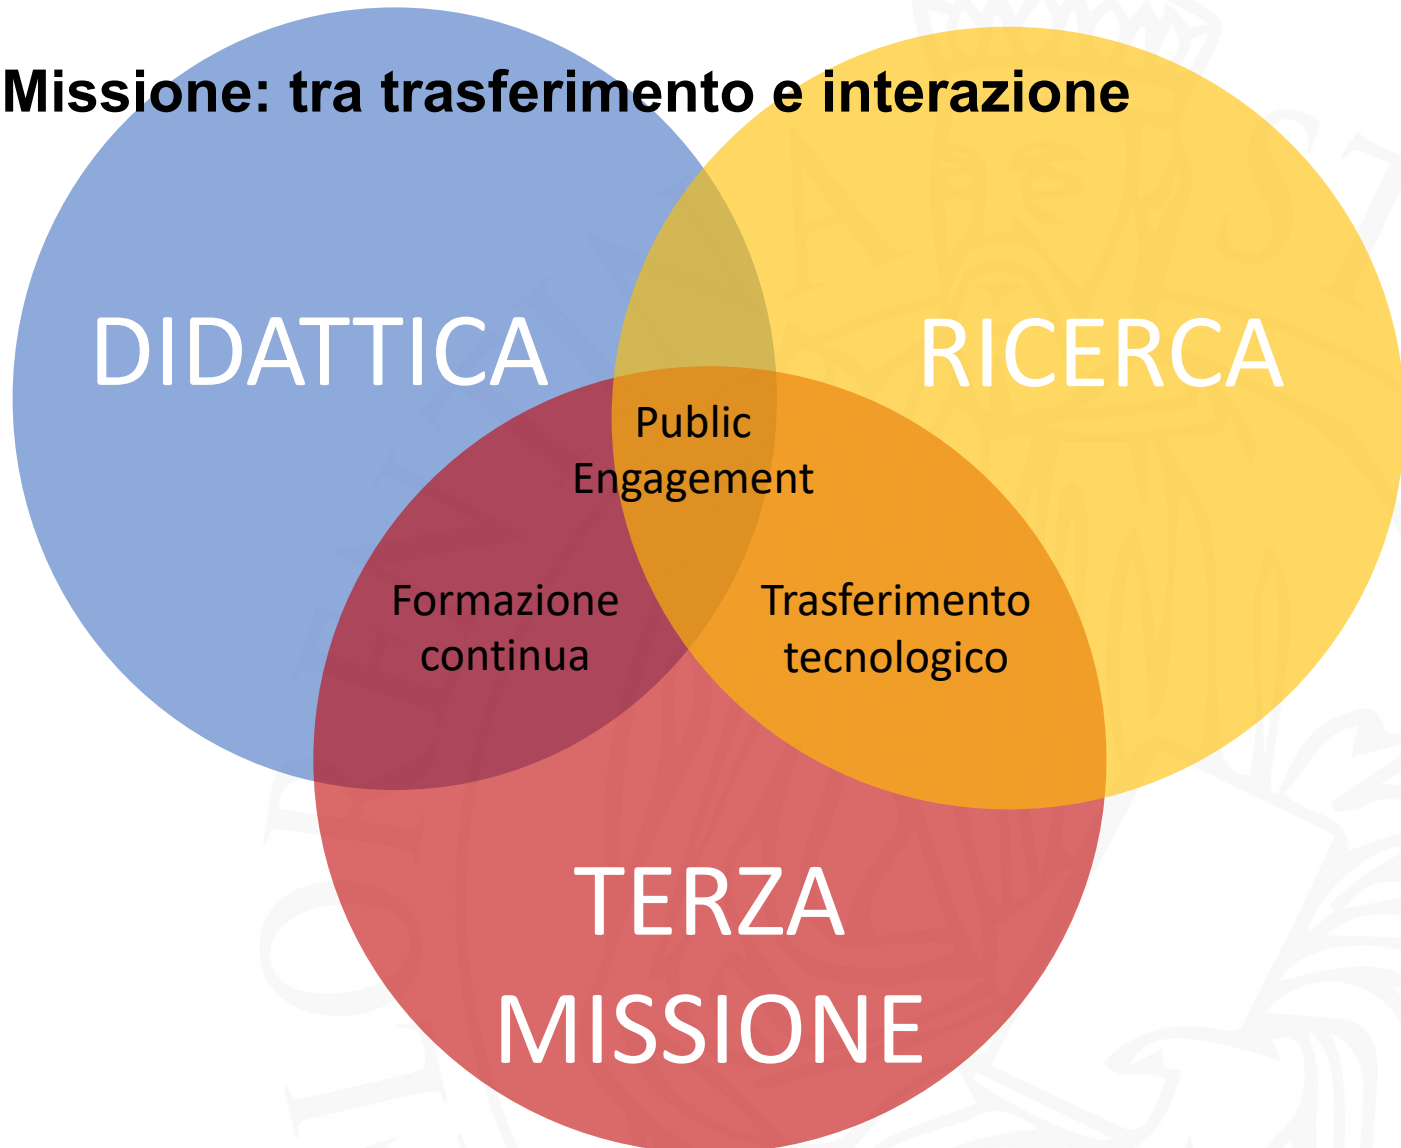 Missione: tra trasferimento e interazione
DIDATTICA
RICERCA
Public
Engagement
Formazione
continua
Trasferimento
tecnologico
TERZA
MISSIONE